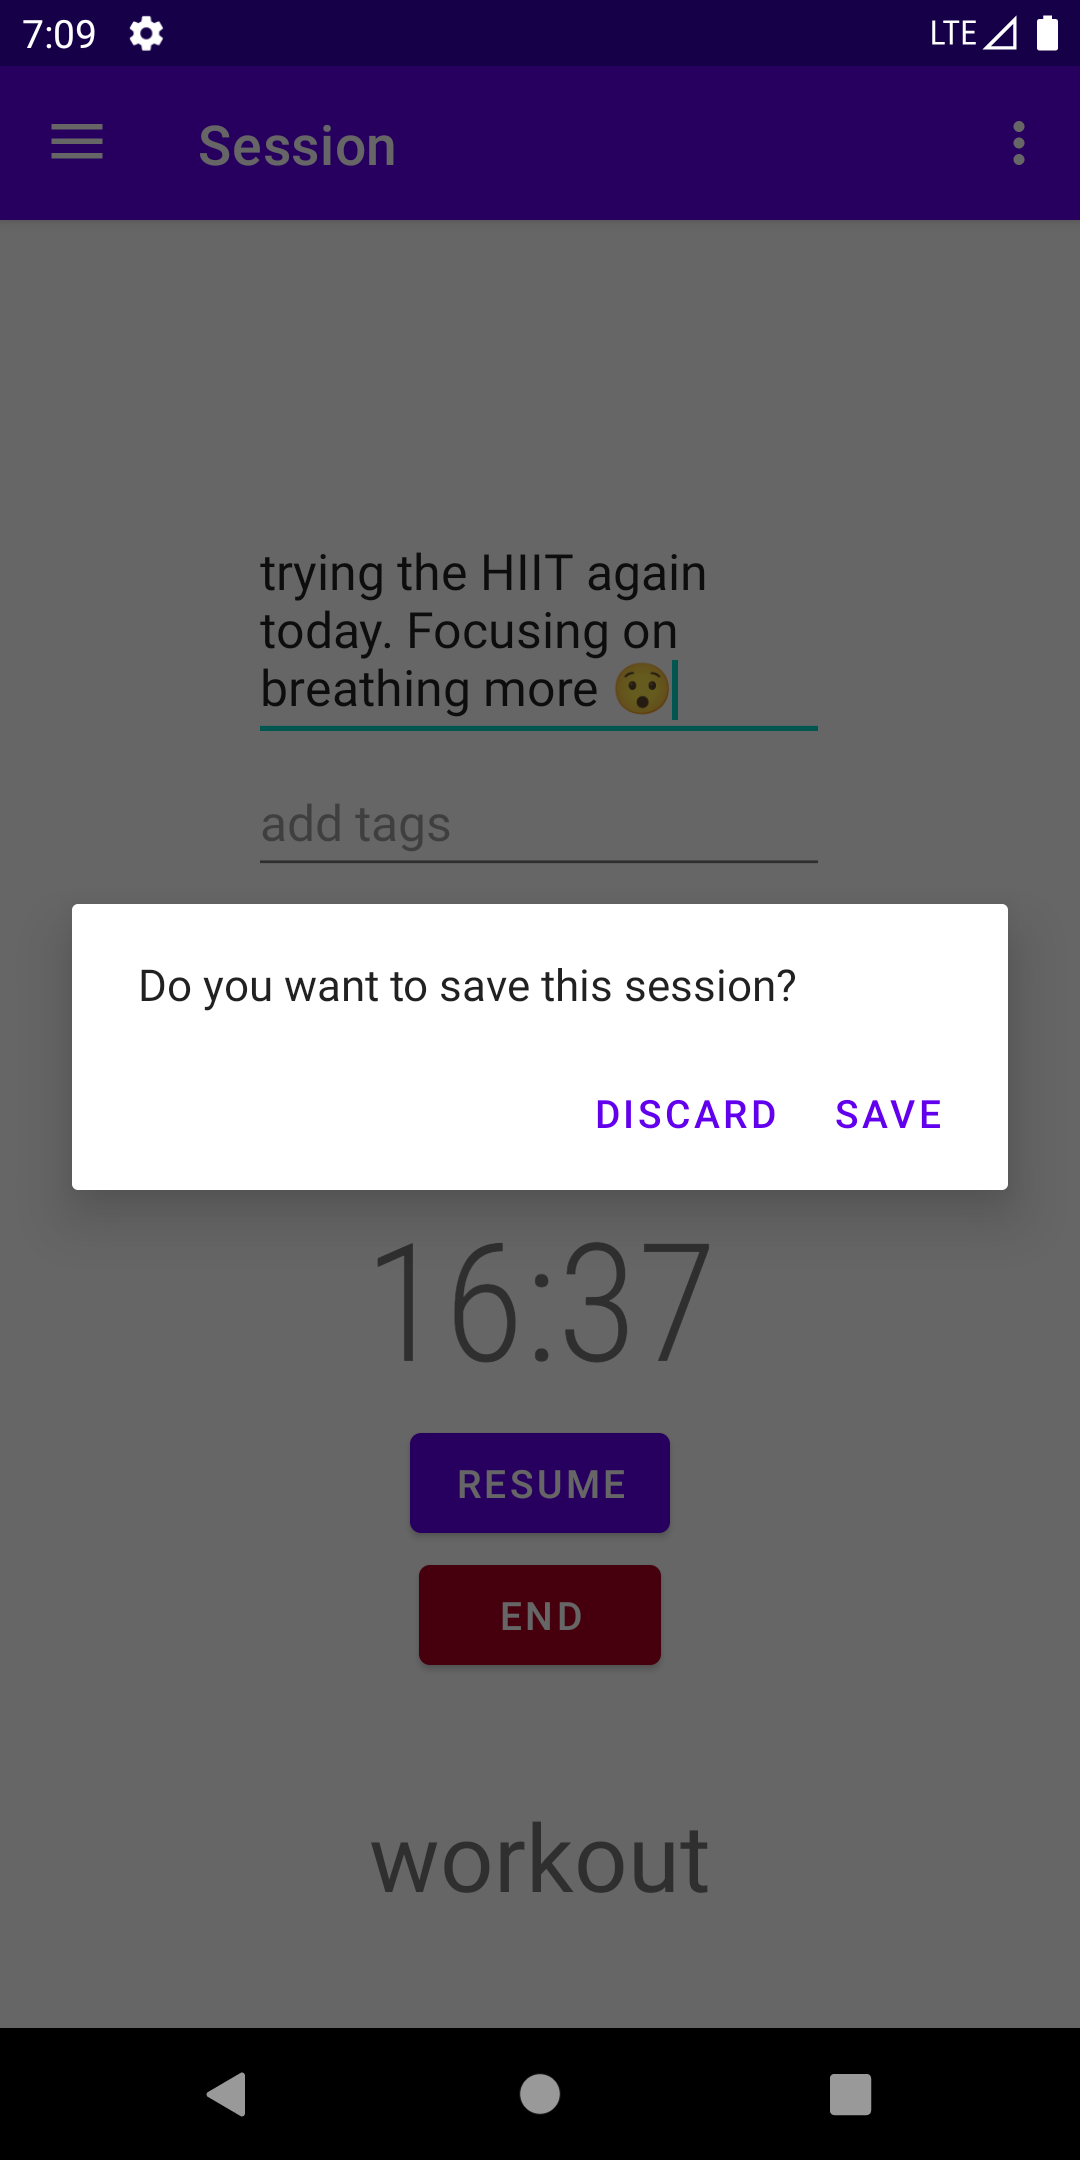 7:09 LTE
Session
trying the HIIT again
today. Focusing on
breathing more 😯
add tags
Do you want to save this session?
DISCARD SAVE
16:37
RESUME
END
workout